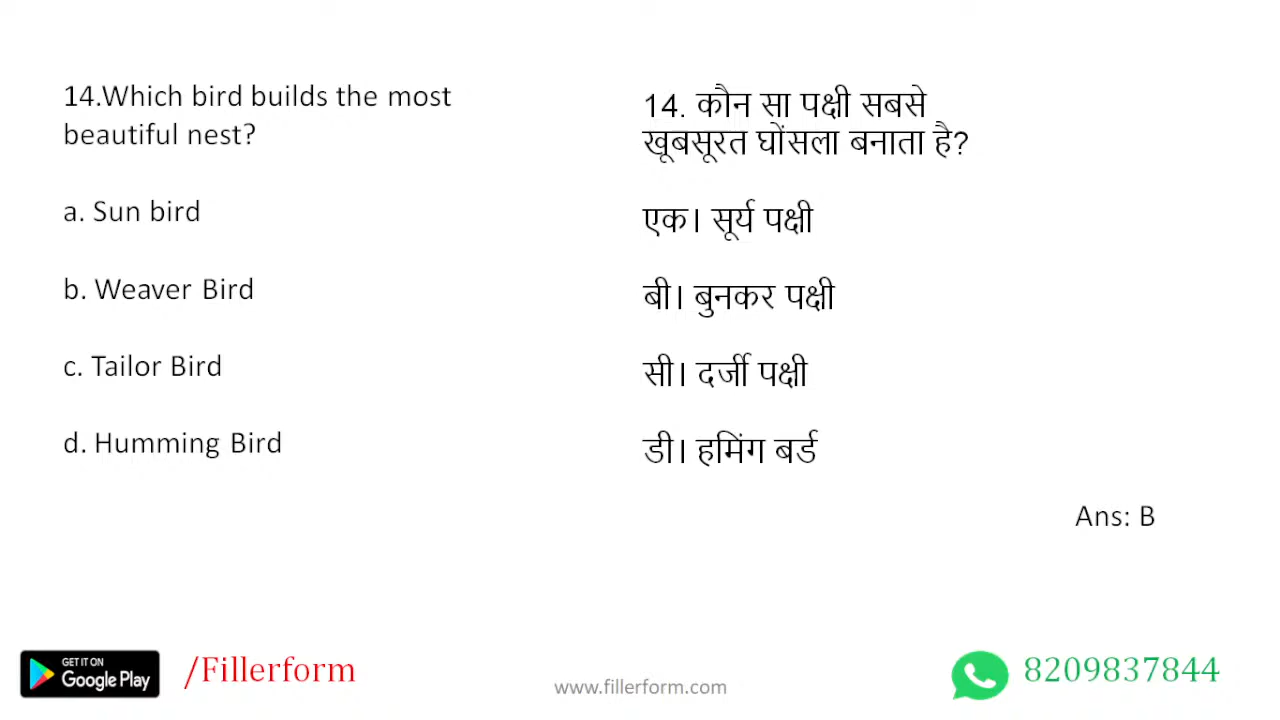 14.Which bird builds the most
beautiful nest?
a. Sun bird
b. Weaver Bird
c. Tailor Bird
d. Humming Bird
14. कौन सा पक्षी सबसे
खूबसूरत घोंसला बनाता है?
एक। सूर्य पक्षी
बी। बुनकर पक्षी
सी। दर्जी पक्षी
डी। हमिंग बर्ड
Ans: B
GET IT ON
Google Play
/Fillerform
www.fillerform.com
8209837844